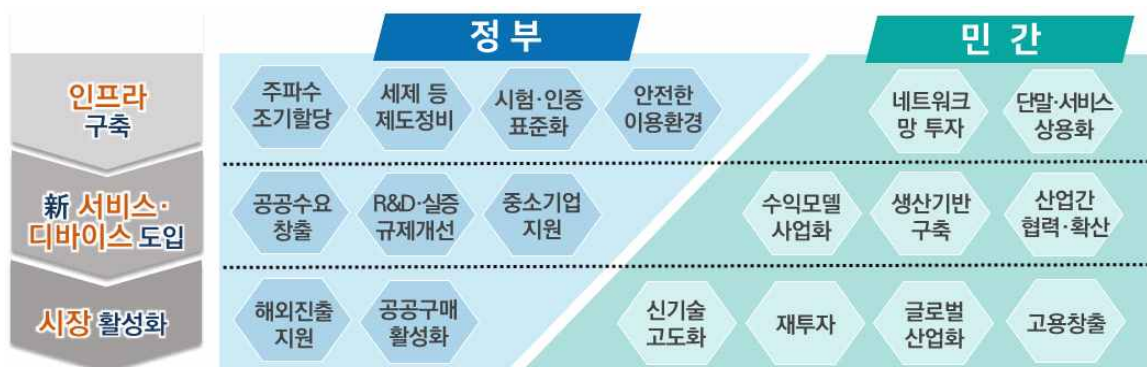 정부
민 간
인프라
구축
주파수
조기할당
세제 등
제도정비
시험·인증
표준화
안전한
이용환경
네트워크
망 투자
단말·서비스
상용화
新 서비스·
디바이스 도입
공공수요
창출
R&D·실증
규제개선
중소기업
지원
수익모델
사업화
생산기반
구축
산업간
협력·확산
시장 활성화
해외진출
지원
공공구매
활성화
신기술
고도화
재투자
글로벌
산업화
고용창출